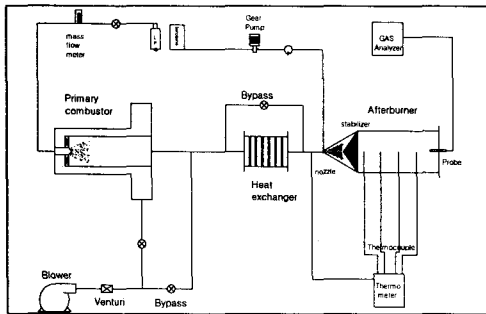 mass
flow
meter
Gear
Pump
GAS
Analyzer
Primary
combustor
Bypass
Afterburner
stabilizer
nozzle
Probe
Heat
exchanger
Thermocouple
Thermo
meter
Blower
Venturi
Bypass